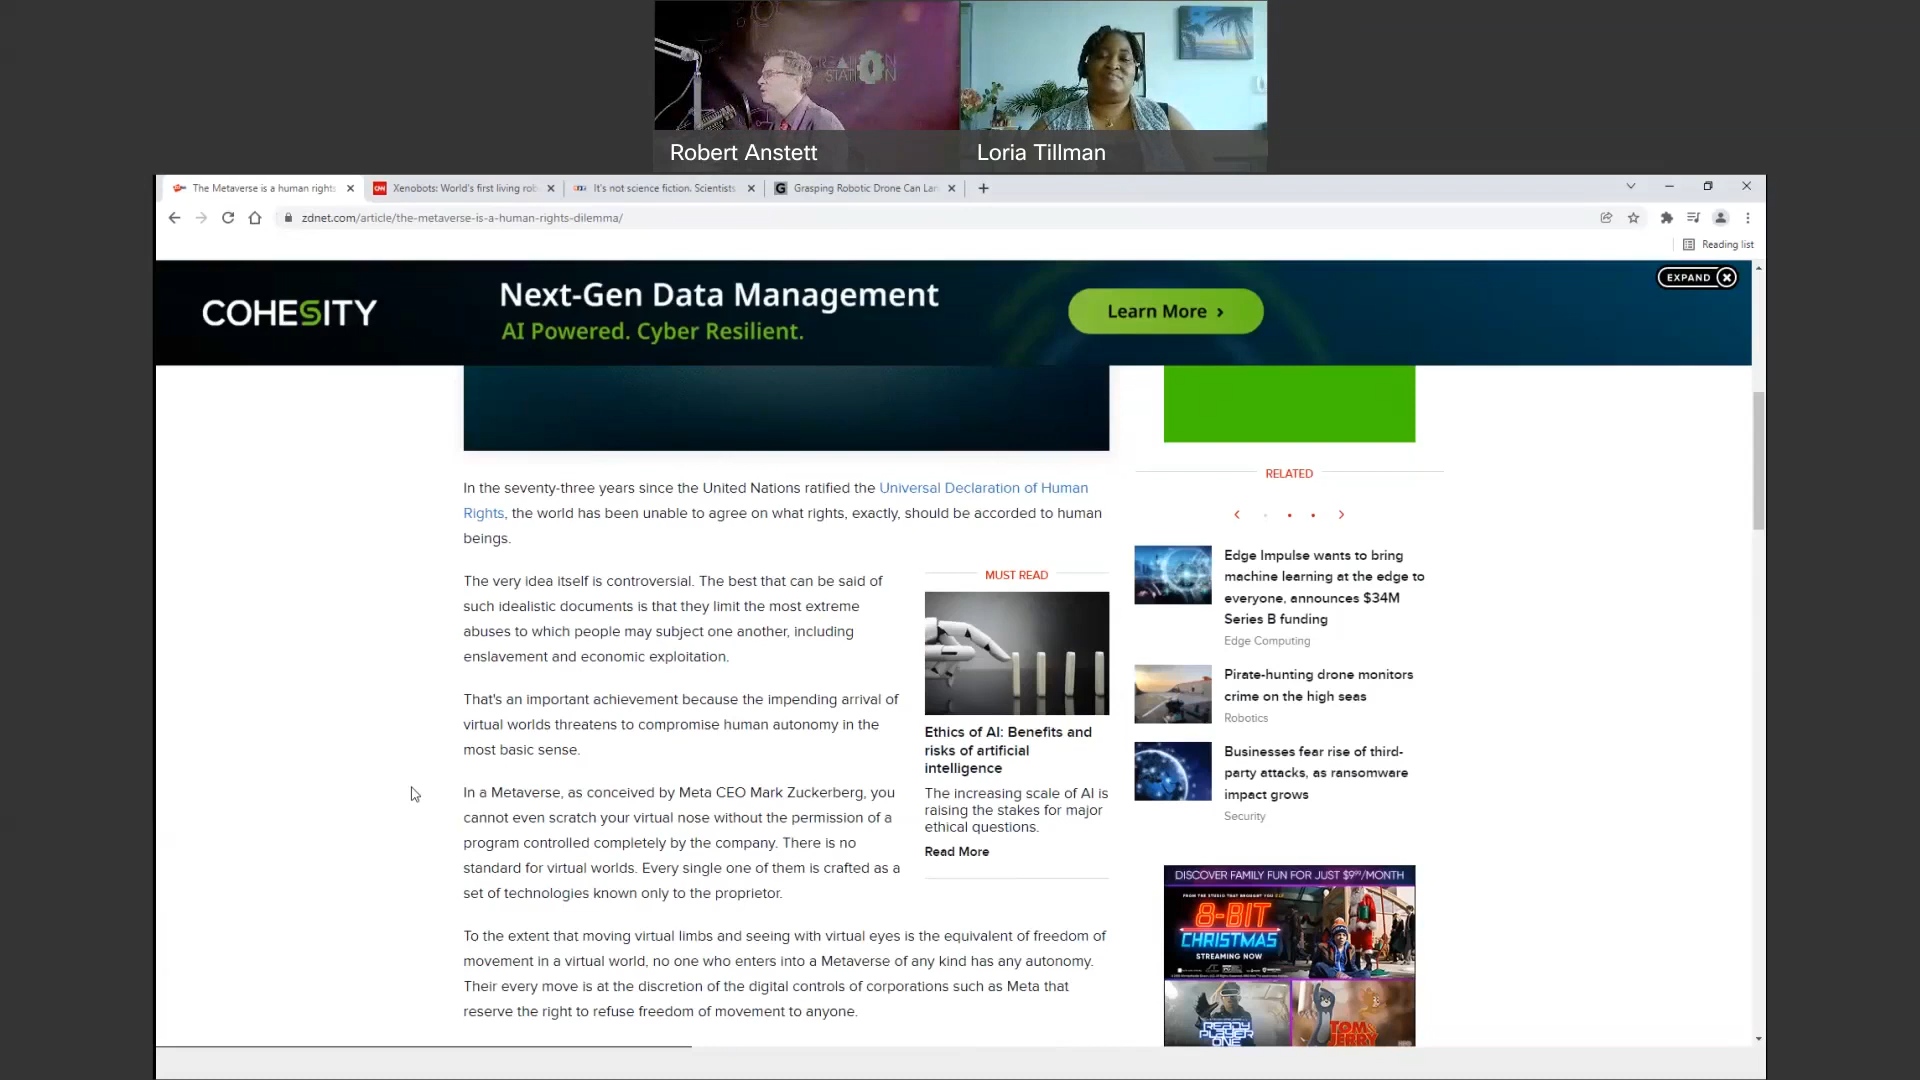 CREATION
STATION
Robert Anstett
Loria Tillman
The Metaverse is a human rights
Xenobots: World's first living rob
It's not science fiction. Scientists
Grasping Robotic Drone Can Lan
zdnet.com/article/the-metaverse-is-a-human-rights-dilemma/
Reading list
COHESITY
Next-Gen Data Management
AI Powered. Cyber Resilient.
Learn More ›
EXPAND
In the seventy-three years since the United Nations ratified the Universal Declaration of Human
Rights, the world has been unable to agree on what rights, exactly, should be accorded to human
beings.
The very idea itself is controversial. The best that can be said of
such idealistic documents is that they limit the most extreme
abuses to which people may subject one another, including
enslavement and economic exploitation.
That's an important achievement because the impending arrival of
virtual worlds threatens to compromise human autonomy in the
most basic sense.
In a Metaverse, as conceived by Meta CEO Mark Zuckerberg, you
cannot even scratch your virtual nose without the permission of a
program controlled completely by the company. There is no
standard for virtual worlds. Every single one of them is crafted as a
set of technologies known only to the proprietor.
To the extent that moving virtual limbs and seeing with virtual eyes is the equivalent of freedom of
movement in a virtual world, no one who enters into a Metaverse of any kind has any autonomy.
Their every move is at the discretion of the digital controls of corporations such as Meta that
reserve the right to refuse freedom of movement to anyone.
MUST READ
Ethics of AI: Benefits and
risks of artificial
intelligence
The increasing scale of AI is
raising the stakes for major
ethical questions.
Read More
RELATED
Edge Impulse wants to bring
machine learning at the edge to
everyone, announces $34M
Series B funding
Edge Computing
Pirate-hunting drone monitors
crime on the high seas
Robotics
Businesses fear rise of third-
party attacks, as ransomware
impact grows
Security
DISCOVER FAMILY FUN FOR JUST $9.99/MONTH
8-BIT
CHRISTMAS
STREAMING NOW
READY
PLAYER
ONE
TOM
JERRY